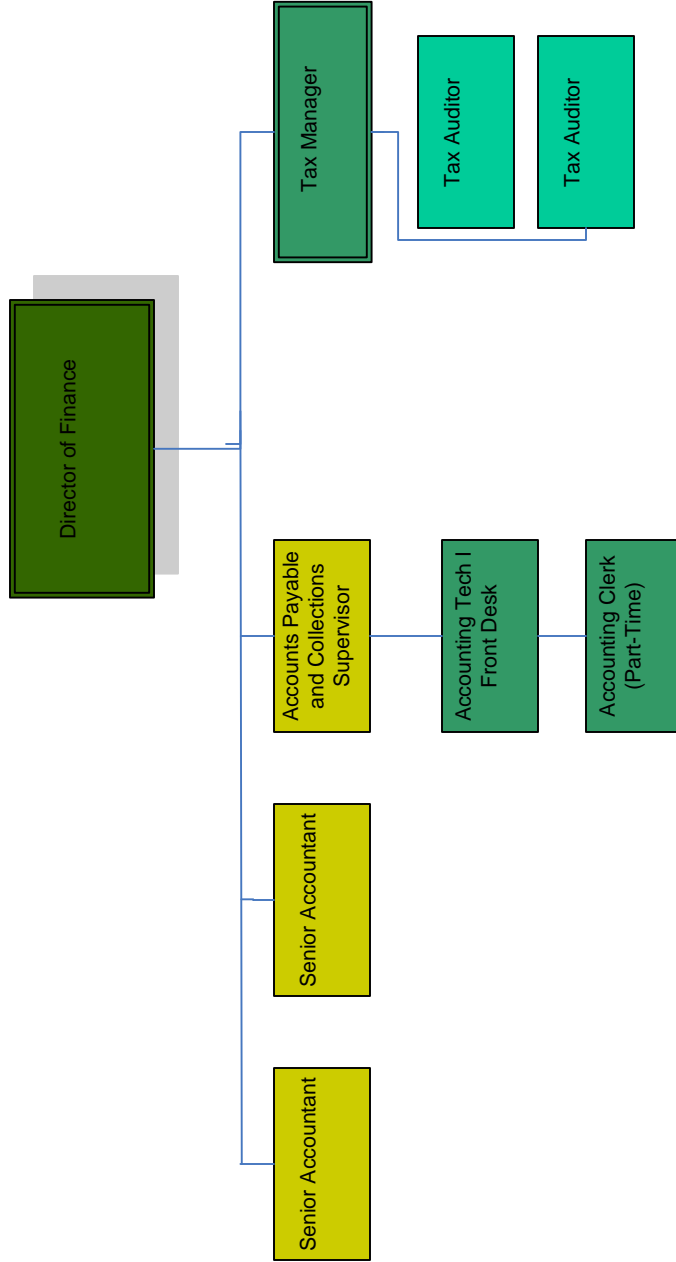 Director of Finance
Senior Accountant
Senior Accountant
Accounts Payable
and Collections
Supervisor
Tax Manager
Accounting Tech I
Front Desk
Accounting Clerk
(Part-Time)
Tax Auditor
Tax Auditor